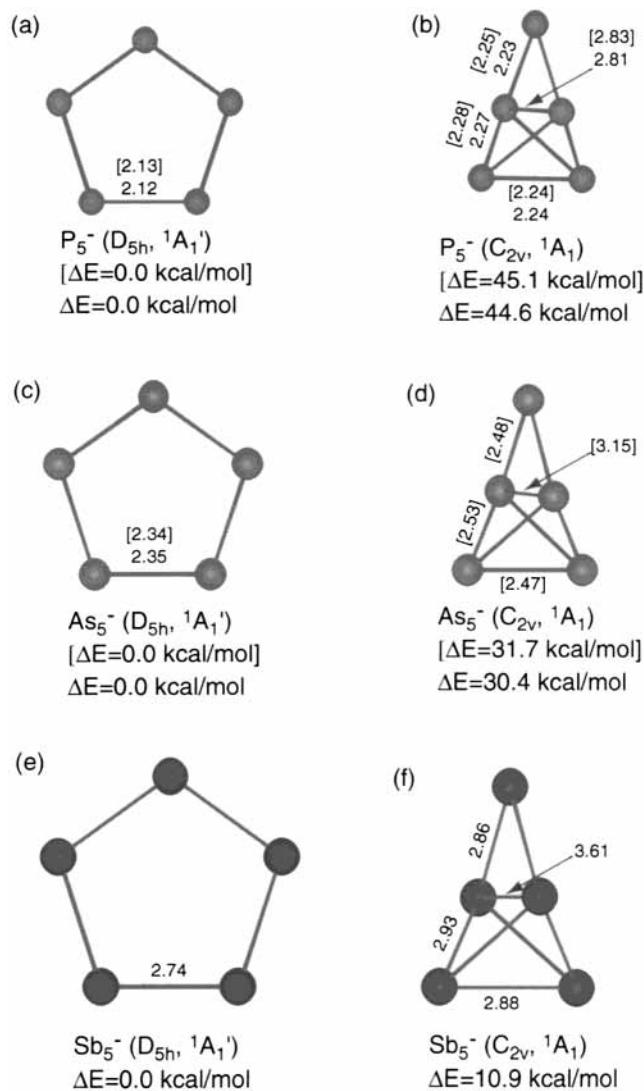 (a)
[2.13]
2.12
P₅⁻ (D₅ₕ, ¹A₁')
[ΔE=0.0 kcal/mol]
ΔE=0.0 kcal/mol
(b)
[2.25]
2.23
[2.83]
2.81
[2.28]
2.27
[2.24]
2.24
P₅⁻ (C₂ᵥ, ¹A₁)
[ΔE=45.1 kcal/mol]
ΔE=44.6 kcal/mol
(c)
[2.34]
2.35
As₅⁻ (D₅ₕ, ¹A₁')
[ΔE=0.0 kcal/mol]
ΔE=0.0 kcal/mol
(d)
[2.48]
[3.15]
[2.53]
[2.47]
As₅⁻ (C₂ᵥ, ¹A₁)
[ΔE=31.7 kcal/mol]
ΔE=30.4 kcal/mol
(e)
2.74
Sb₅⁻ (D₅ₕ, ¹A₁')
ΔE=0.0 kcal/mol
(f)
2.86
3.61
2.93
2.88
Sb₅⁻ (C₂ᵥ, ¹A₁)
ΔE=10.9 kcal/mol